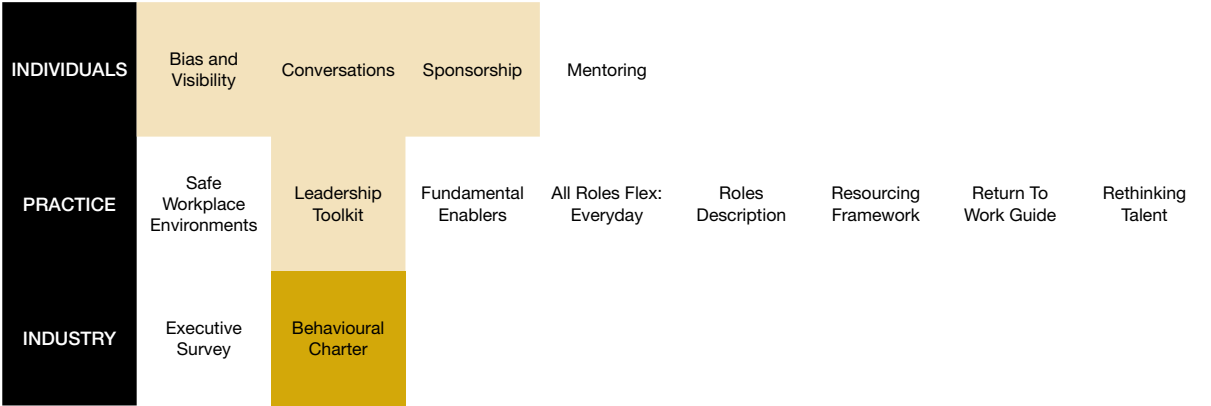 INDIVIDUALS
Bias and
Visibility
Conversations
Sponsorship
Mentoring
PRACTICE
Safe
Workplace
Environments
Leadership
Toolkit
Fundamental
Enablers
All Roles Flex:
Everyday
Roles
Description
Resourcing
Framework
Return To
Work Guide
Rethinking
Talent
INDUSTRY
Executive
Survey
Behavioural
Charter